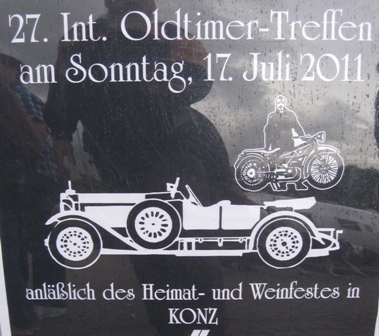 27. Int. Oldtimer-Treffen
am Sonntag, 17. Juli 2011
anläßlich des Heimat- und Weinfestes in
KONZ